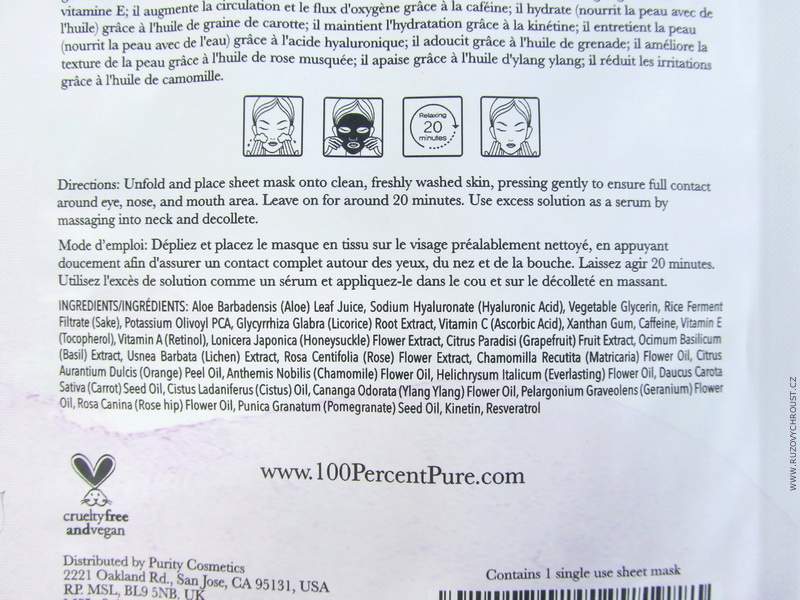 vitamine E; il augmente la circulation et le flux d'oxygène grâce à la caféine; il hydrate (nourrit la peau avec de
l'huile) grâce à l'huile de graine de carotte; il maintient l'hydratation grâce à la kinétine; il entretient la peau
(nourrit la peau avec de l'eau) grâce à l'acide hyaluronique; il adoucit grâce à l'huile de grenade; il améliore la
texture de la peau grâce à l'huile de rose musquée; il apaise grâce à l'huile d'ylang ylang; il réduit les irritations
grâce à l'huile de camomille.
Relaxing
20
minutes
Directions: Unfold and place sheet mask onto clean, freshly washed skin, pressing gently to ensure full contact
around eye, nose, and mouth area. Leave on for around 20 minutes. Use excess solution as a serum by
massaging into neck and decollete.
Mode d'emploi: Dépliez et placez le masque en tissu sur le visage préalablement nettoyé, en appuyant
doucement afin d'assurer un contact complet autour des yeux, du nez et de la bouche. Laissez agir 20 minutes.
Utilisez l'excès de solution comme un sérum et appliquez-le dans le cou et sur le décolleté en massant.
INGREDIENTS/INGRÉDIENTS: Aloe Barbadensis (Aloe) Leaf Juice, Sodium Hyaluronate (Hyaluronic Acid), Vegetable Glycerin, Rice Ferment
Filtrate (Sake), Potassium Olivoyl PCA, Glycyrrhiza Glabra (Licorice) Root Extract, Vitamin C (Ascorbic Acid), Xanthan Gum, Caffeine, Vitamin E
(Tocopherol), Vitamin A (Retinol), Lonicera Japonica (Honeysuckle) Flower Extract, Citrus Paradisi (Grapefruit) Fruit Extract, Ocimum Basilicum
(Basil) Extract, Usnea Barbata (Lichen) Extract, Rosa Centifolia (Rose) Flower Extract, Chamomilla Recutita (Matricaria) Flower Oil, Citrus
Aurantium Dulcis (Orange) Peel Oil, Anthemis Nobilis (Chamomile) Flower Oil, Helichrysum Italicum (Everlasting) Flower Oil, Daucus Carota
Sativa (Carrot) Seed Oil, Cistus Ladaniferus (Cistus) Oil, Cananga Odorata (Ylang Ylang) Flower Oil, Pelargonium Graveolens (Geranium) Flower
Oil, Rosa Canina (Rose hip) Flower Oil, Punica Granatum (Pomegranate) Seed Oil, Kinetin, Resveratrol
www.100PercentPure.com
crueltyfree
andvegan
Distributed by Purity Cosmetics
2221 Oakland Rd., San Jose, CA 95131, USA
RP. MSL, BL9 5NB, UK
Contains 1 single use sheet mask
WWW.RUZOVYCHROUST.CZ